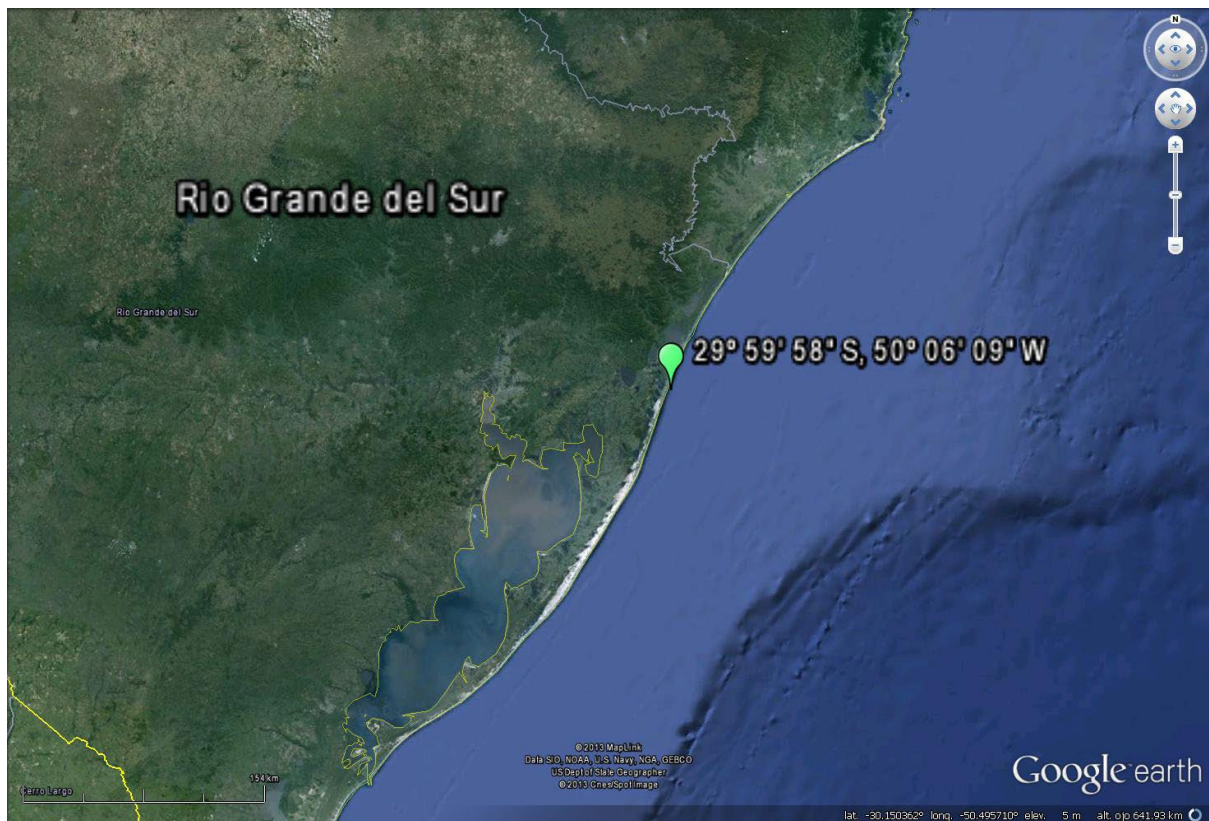 N
Rio Grande del Sur
Rio Grande del Sur
29° 59' 58" S, 50° 06' 09" W
© 2013 MapLink
Data SIO, NOAA, U.S. Navy, NGA, GEBCO
US Dept of State Geographer
© 2013 Cnes/Spot Image
154 km
Cerro Largo
Google earth
lat. -30.150362° long. -50.495710° elev. 5 m alt. ojo 641.93 km